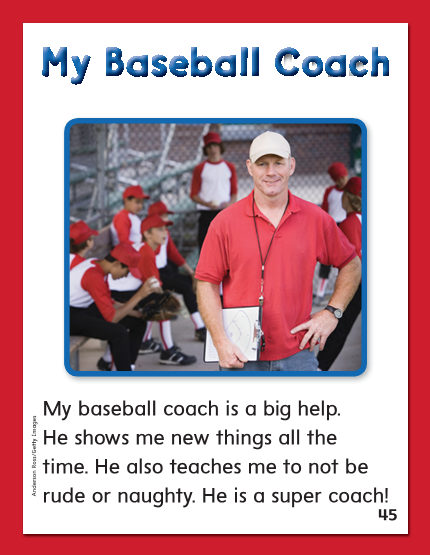 My Baseball Coach
My baseball coach is a big help.
He shows me new things all the
time. He also teaches me to not be
rude or naughty. He is a super coach!
Anderson Ross/Getty Images
45